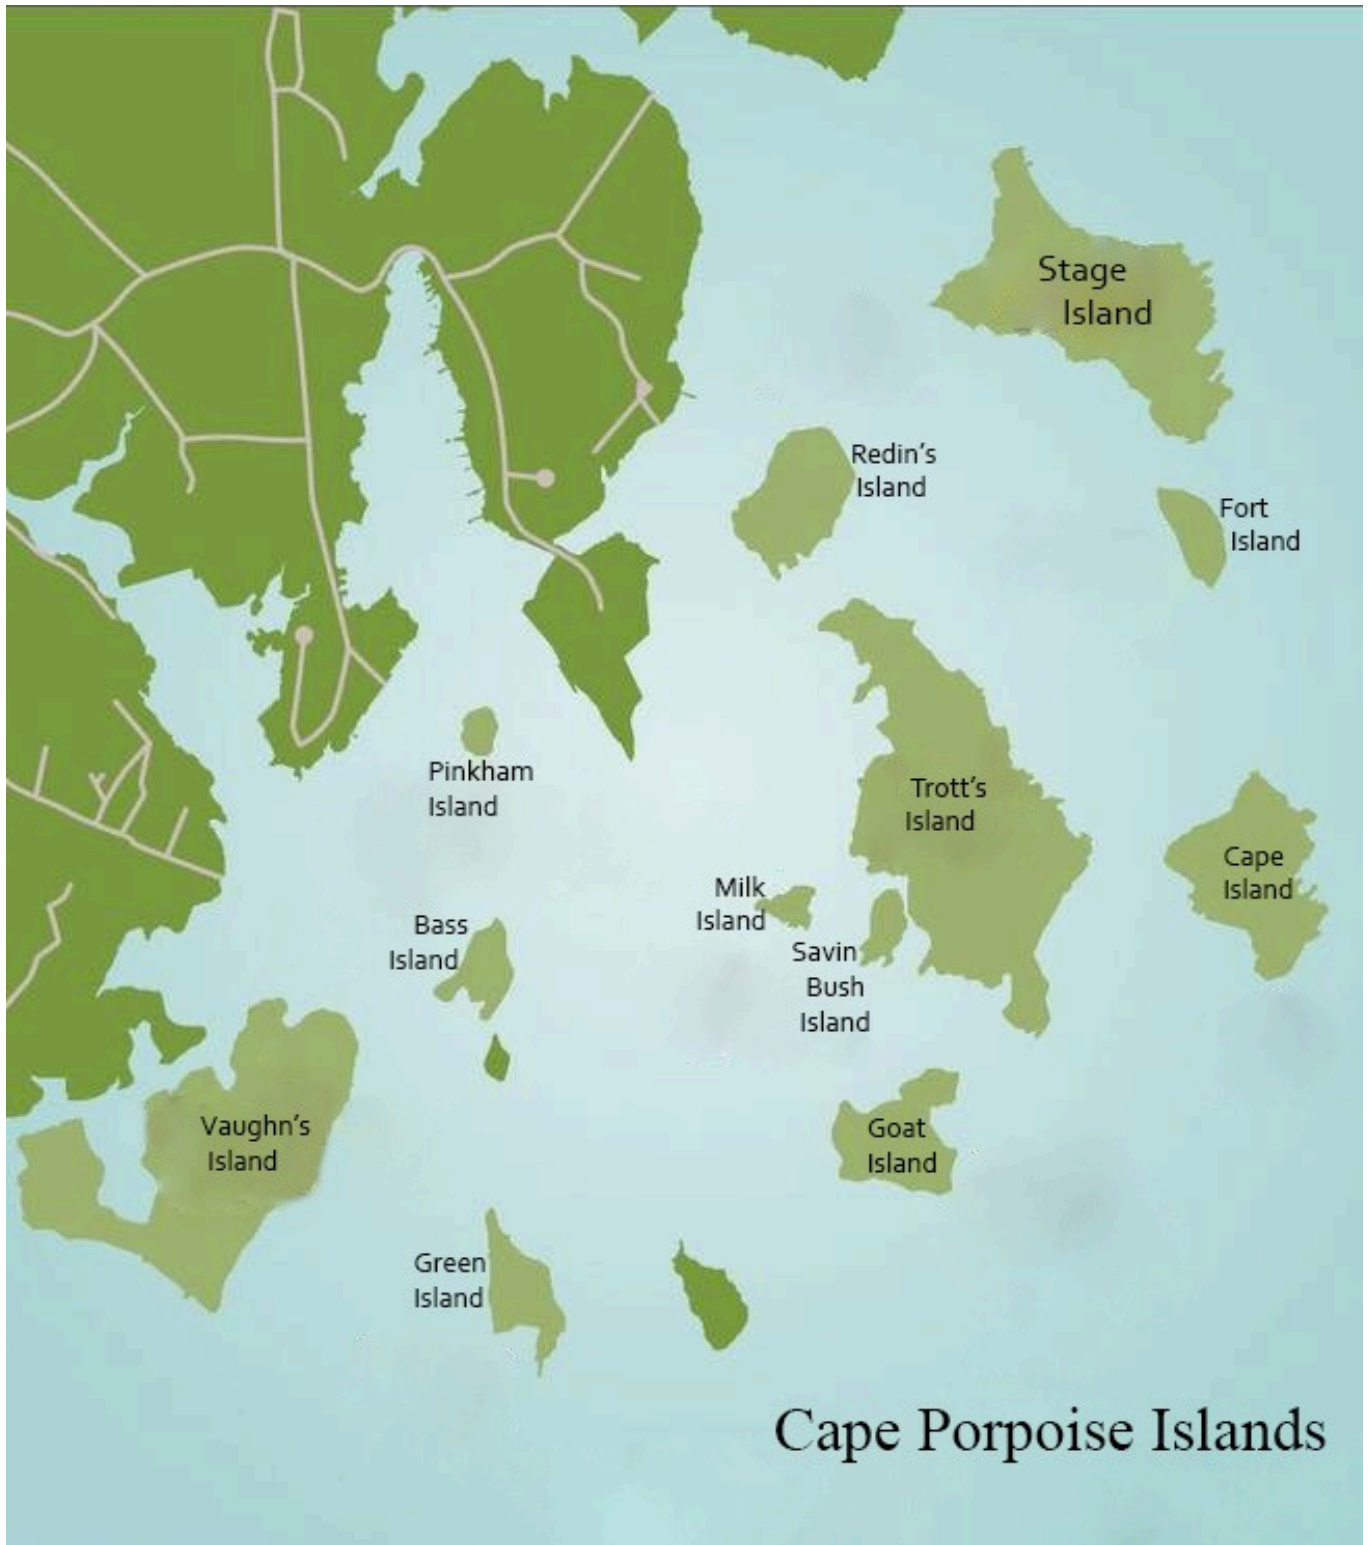 Stage
Island
Redin's
Island
Fort
Island
Pinkham
Island
Trott's
Island
Cape
Island
Milk
Island
Bass
Island
Savin
Bush
Island
Vaughn's
Island
Goat
Island
Green
Island
Cape Porpoise Islands